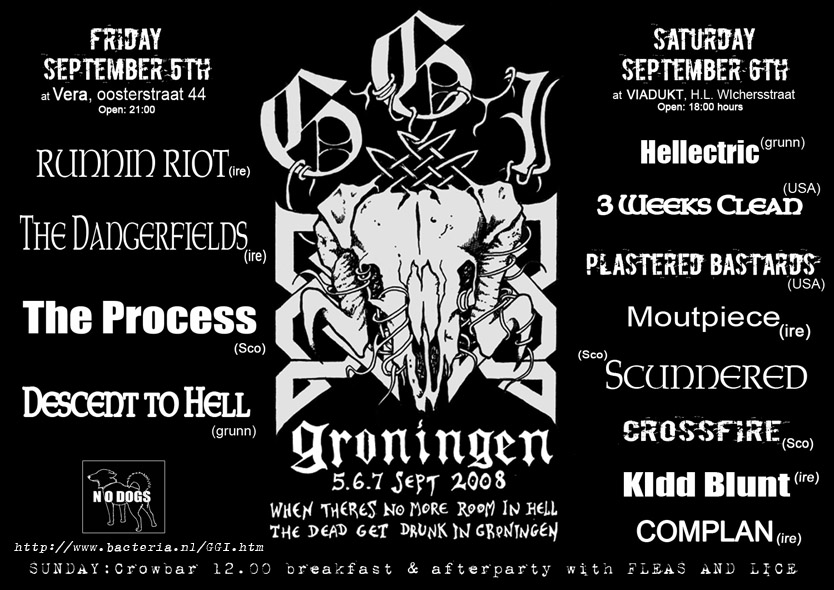 FRIDAY
SEPTEMBER 5TH
at Vera, oosterstraat 44
Open: 21:00
RUNNIN RIOT (ire)
THE DANGERFIELDS (ire)
The Process
(Sco)
DESCENT TO HELL
(grunn)
NO DOGS
http://www.bacteria.nl/GGI.htm
GGI
groningen
5.6.7 SEPT 2008
WHEN THERES NO MORE ROOM IN HELL
THE DEAD GET DRUNK IN GRONINGEN
SATURDAY
SEPTEMBER 6TH
at VIADUKT, H.L. WIchersstraat
Open: 18:00 hours
Hellectric (grunn)
(USA)
3 WEEKS CLEAN
PLASTERED BASTARDS
(USA)
Moutpiece (ire)
(Sco) SCUNNERED
CROSSFIRE (Sco)
KIdd Blunt (ire)
COMPLAN (ire)
SUNDAY:Crowbar 12.00 breakfast & afterparty with FLEAS AND LICE